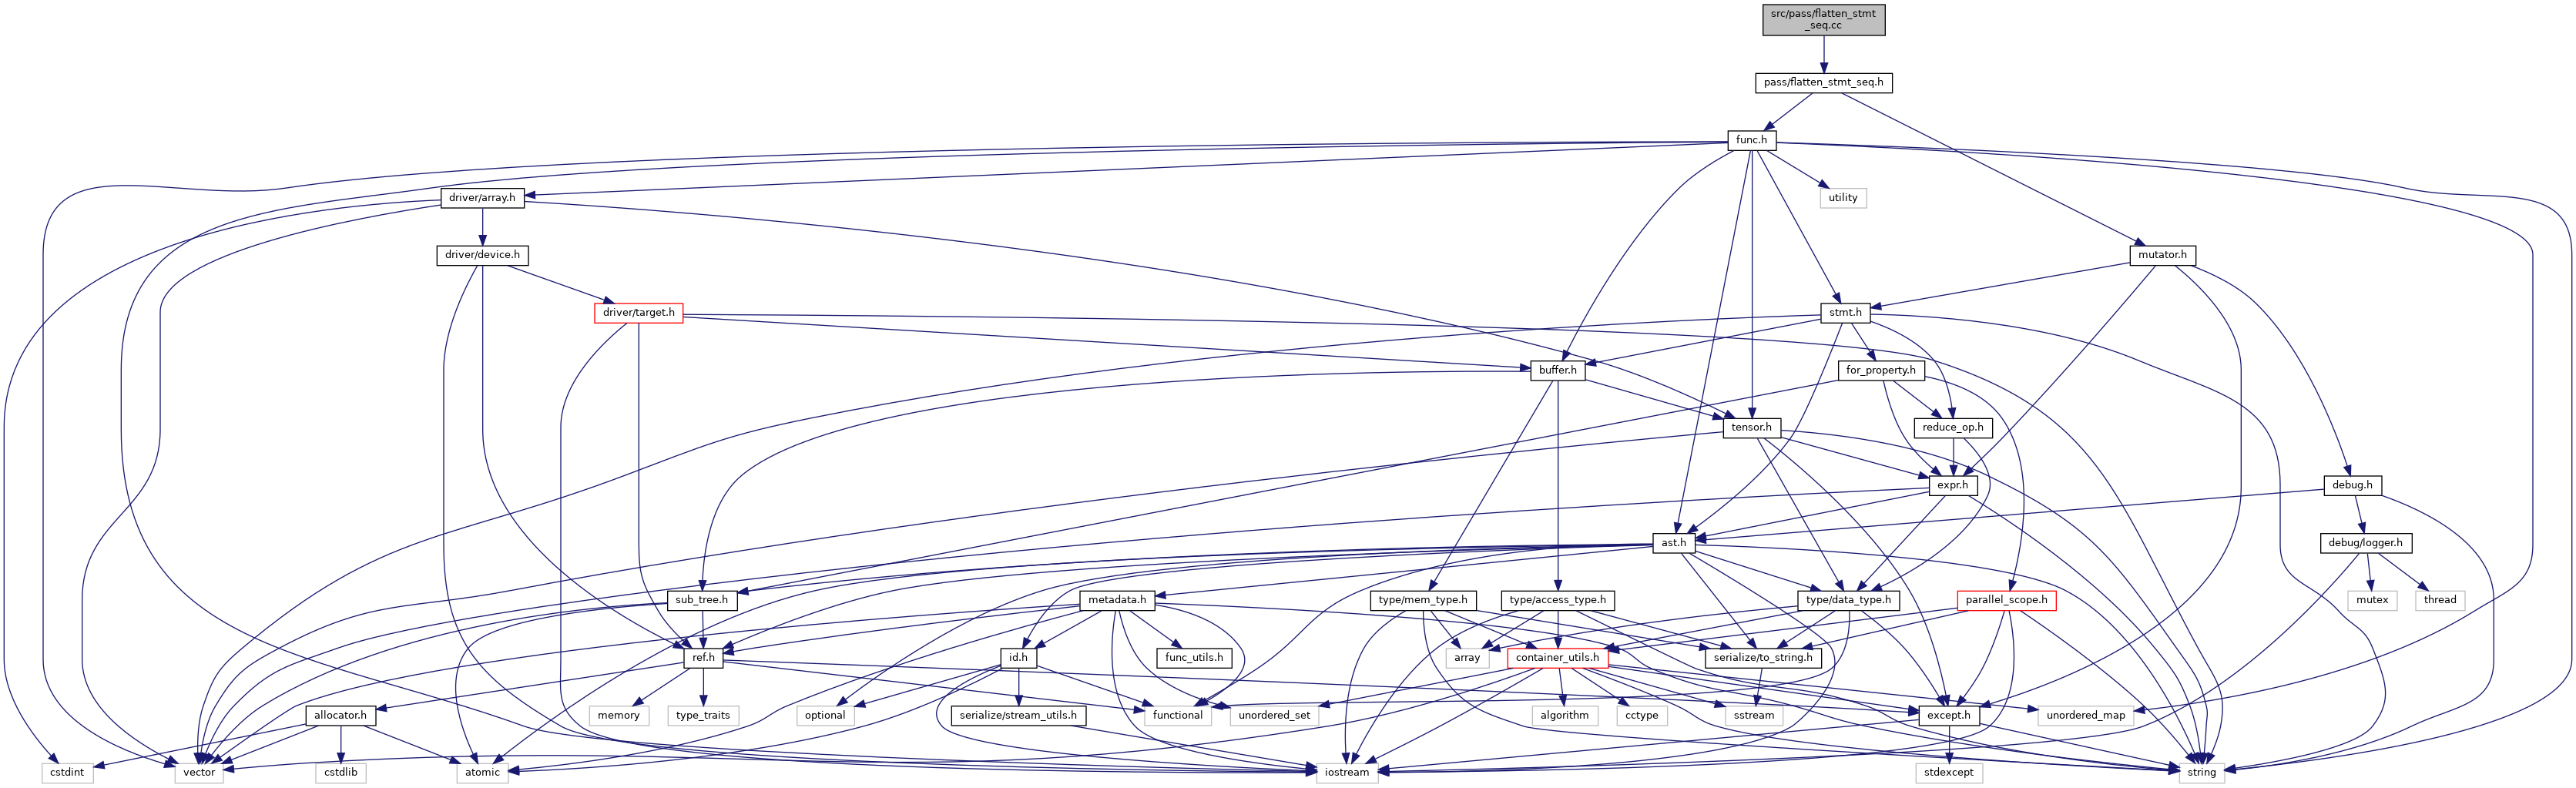 src/pass/flatten_stmt
_seq.cc
pass/flatten_stmt_seq.h
func.h
driver/array.h
utility
driver/device.h
mutator.h
driver/target.h
stmt.h
buffer.h
for_property.h
tensor.h
reduce_op.h
expr.h
debug.h
ast.h
debug/logger.h
sub_tree.h
metadata.h
type/mem_type.h
type/access_type.h
type/data_type.h
parallel_scope.h
mutex
thread
ref.h
id.h
func_utils.h
array
container_utils.h
serialize/to_string.h
allocator.h
memory
type_traits
optional
serialize/stream_utils.h
functional
unordered_set
algorithm
cctype
sstream
except.h
unordered_map
cstdint
vector
cstdlib
atomic
iostream
stdexcept
string